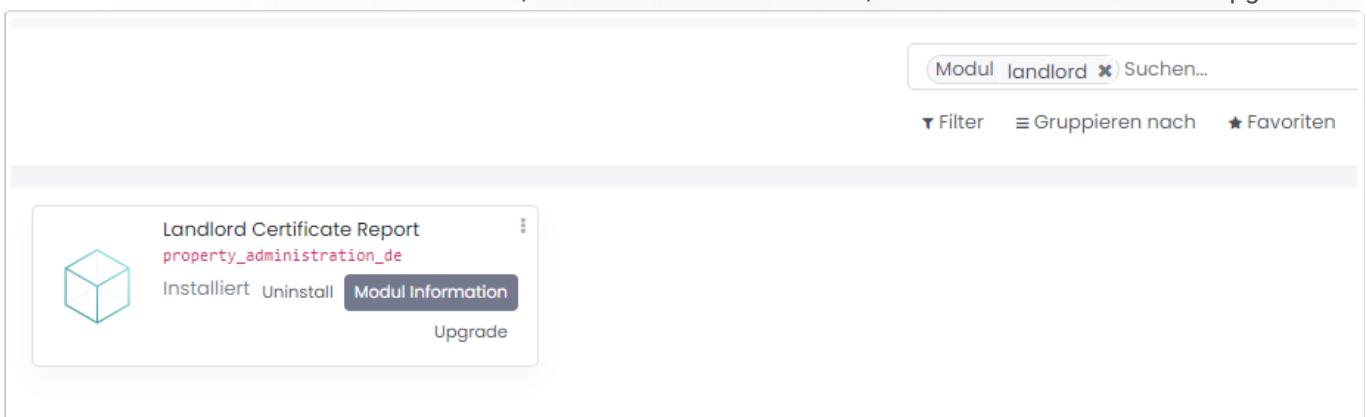 Modul landlord ✖ Suchen...
Filter Gruppieren nach Favoriten
Landlord Certificate Report
property_administration_de
Installiert Uninstall Modul Information
Upgrade